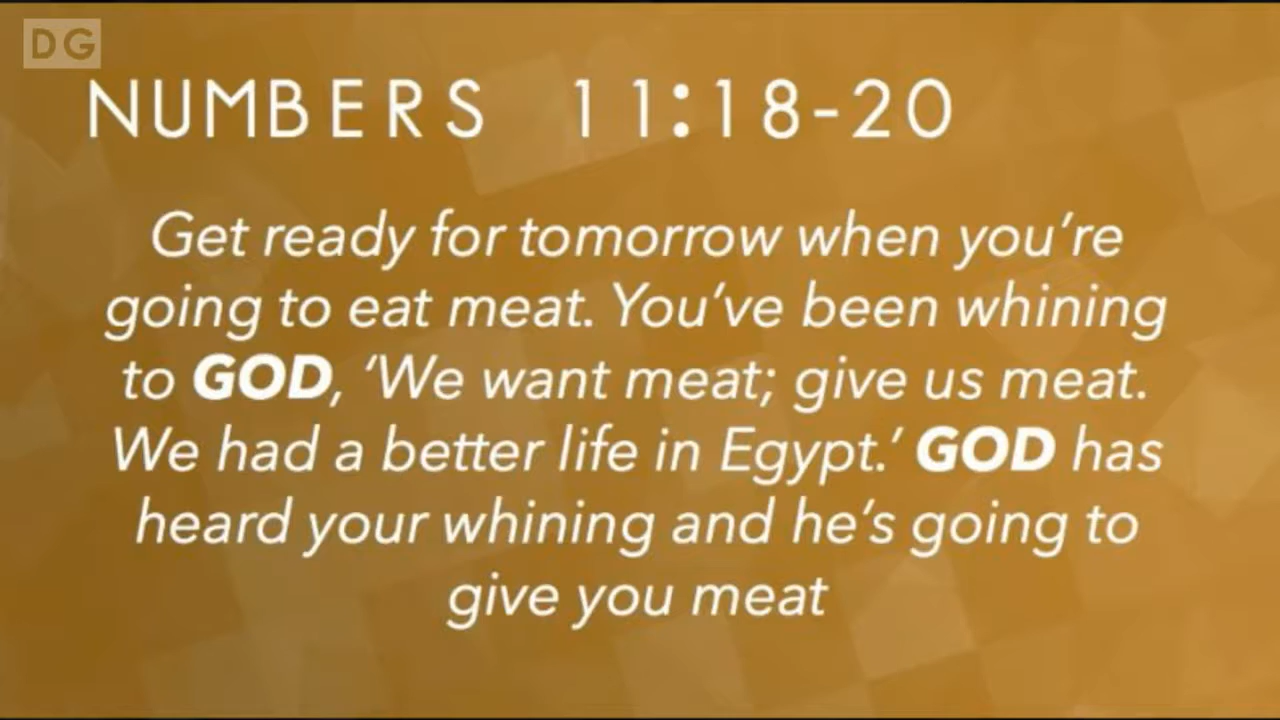 DG
NUMBERS 11:18-20
Get ready for tomorrow when you're
going to eat meat. You've been whining
to GOD, 'We want meat; give us meat.
We had a better life in Egypt.' GOD has
heard your whining and he's going to
give you meat